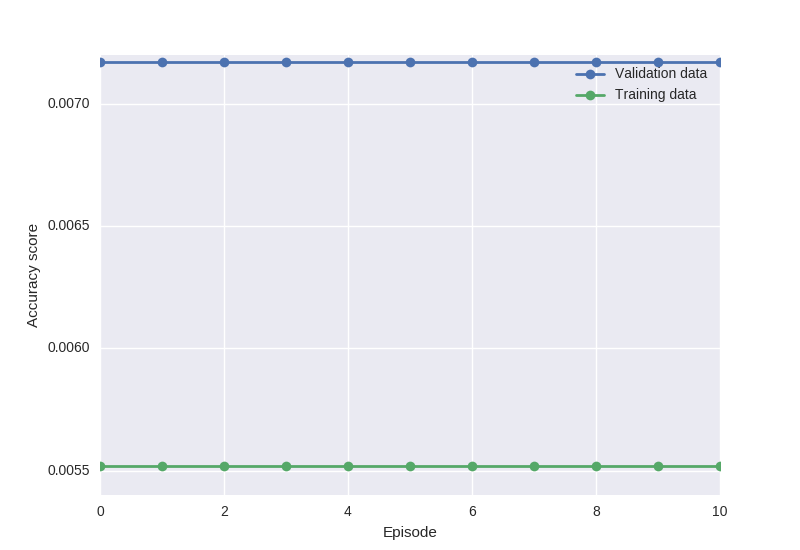 Validation data
Training data
0.0070
0.0065
0.0060
0.0055
Accuracy score
0 2 4 6 8 10
Episode